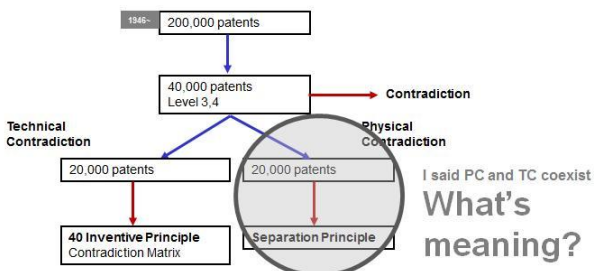 1946~
200,000 patents
40,000 patents
Level 3,4
Contradiction
Technical
Contradiction
Physical
Contradiction
20,000 patents
20,000 patents
I said PC and TC coexist
What's
meaning?
40 Inventive Principle
Contradiction Matrix
Separation Principle